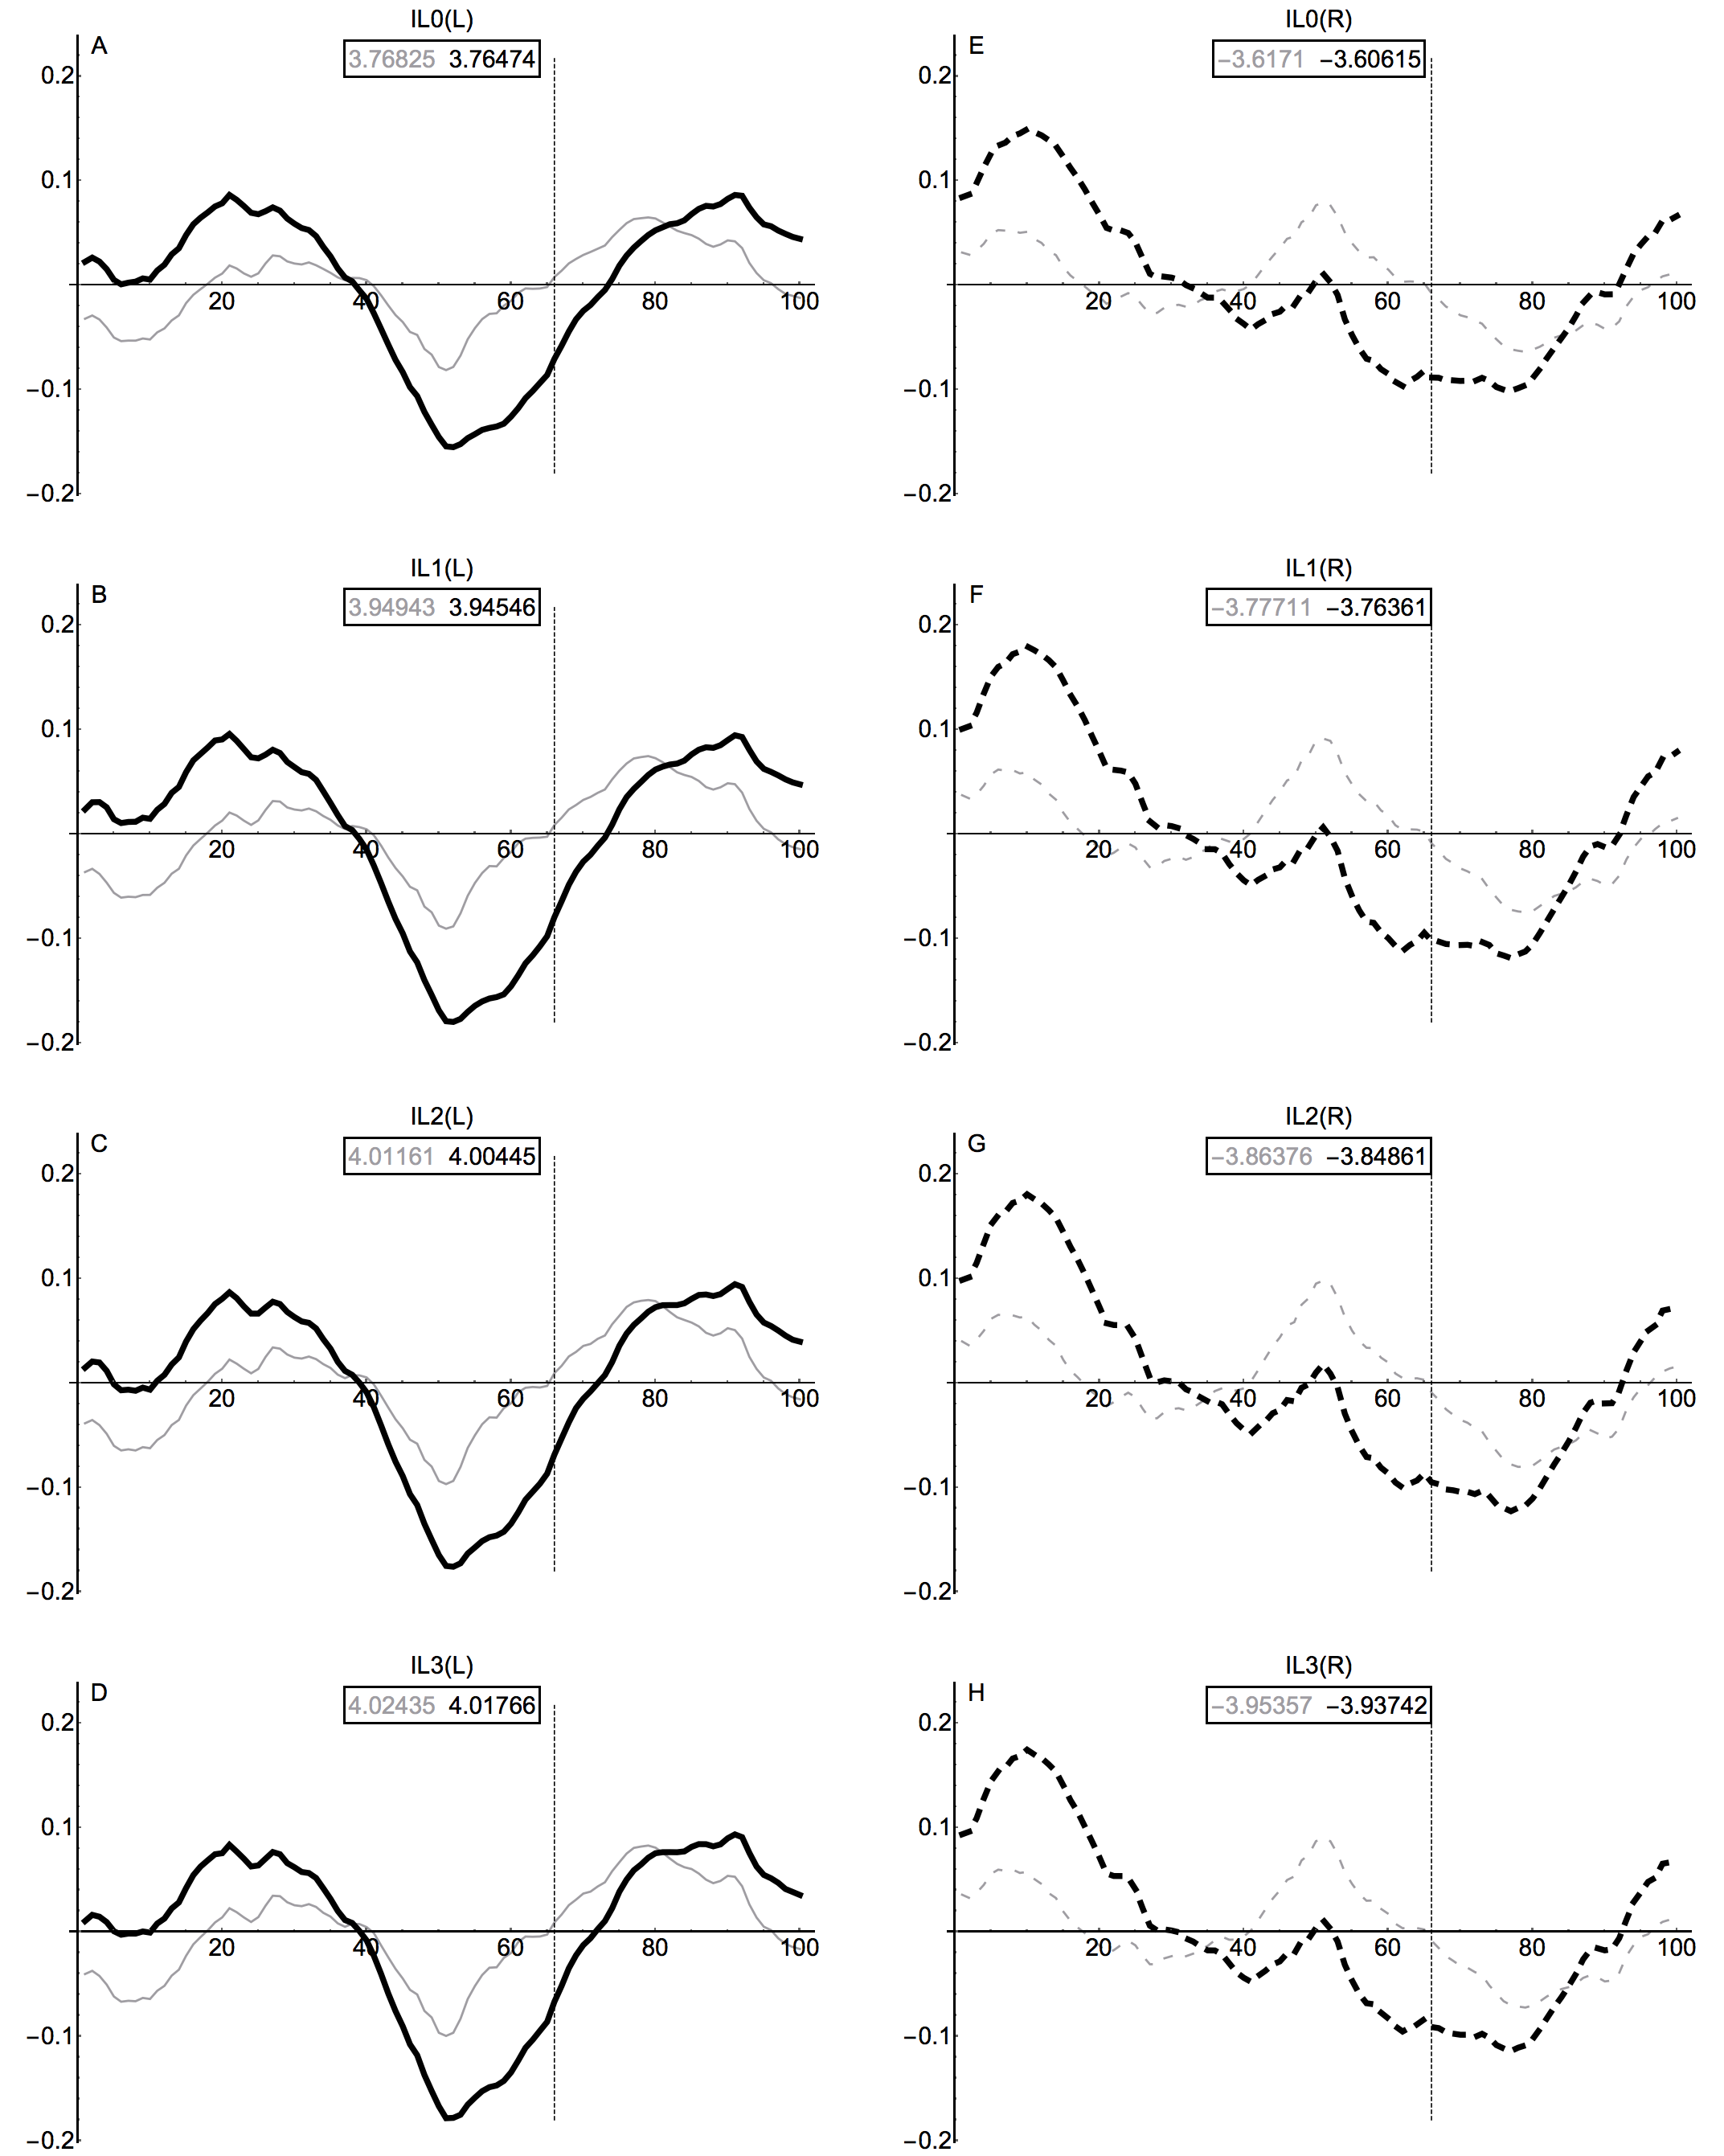 IL0(L)
A
3.76825 3.76474
0.2
0.1
20 40 60 80 100
−0.1
−0.2
IL0(R)
E
−3.6171 −3.60615
0.2
0.1
20 40 60 80 100
−0.1
−0.2
IL1(L)
B
3.94943 3.94546
0.2
0.1
20 40 60 80 100
−0.1
−0.2
IL1(R)
F
−3.77711 −3.76361
0.2
0.1
20 40 60 80 100
−0.1
−0.2
IL2(L)
C
4.01161 4.00445
0.2
0.1
20 40 60 80 100
−0.1
−0.2
IL2(R)
G
−3.86376 −3.84861
0.2
0.1
20 40 60 80 100
−0.1
−0.2
IL3(L)
D
4.02435 4.01766
0.2
0.1
20 40 60 80 100
−0.1
−0.2
IL3(R)
H
−3.95357 −3.93742
0.2
0.1
20 40 60 80 100
−0.1
−0.2